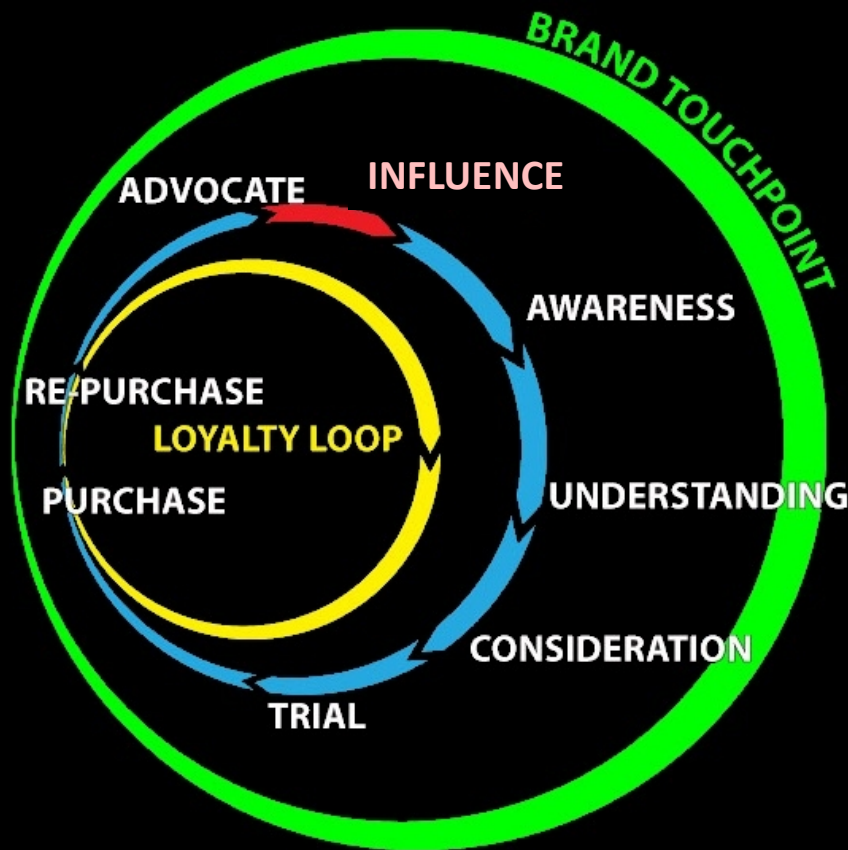 BRAND TOUCHPOINT
INFLUENCE
ADVOCATE
AWARENESS
RE-PURCHASE
LOYALTY LOOP
UNDERSTANDING
PURCHASE
CONSIDERATION
TRIAL